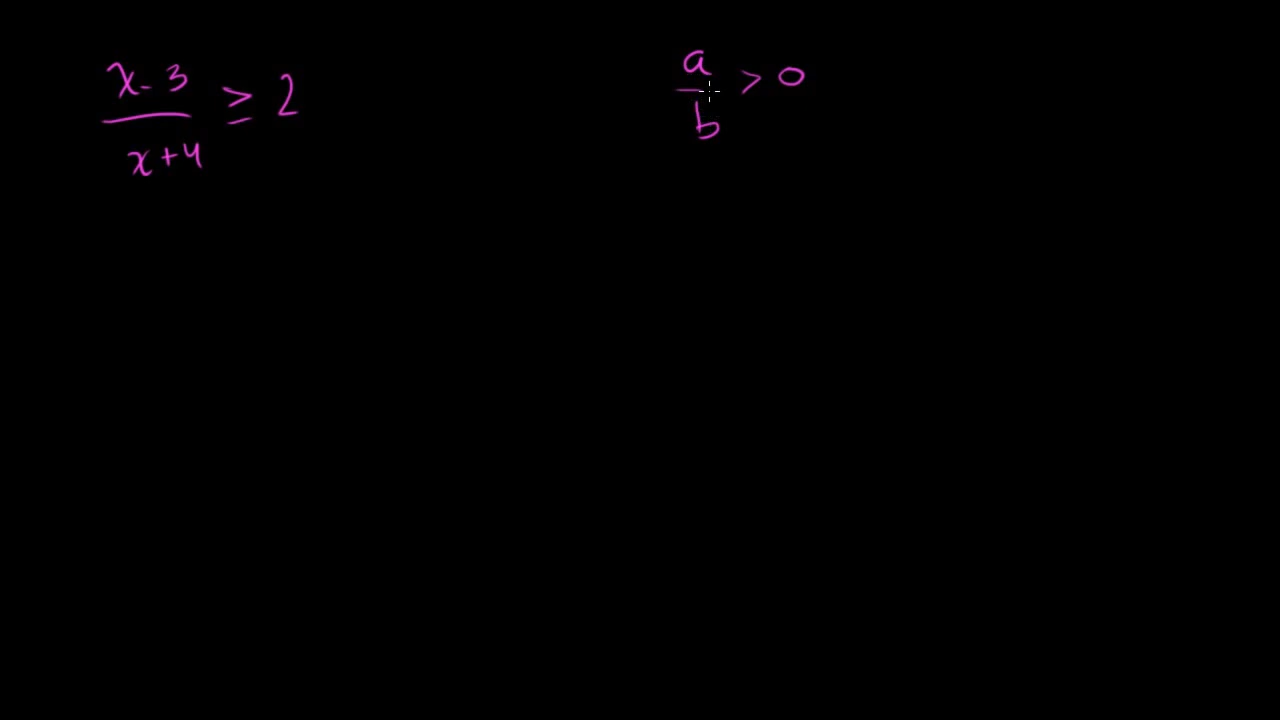 x - 3 / x + 4 ≥ 2
a / b > 0